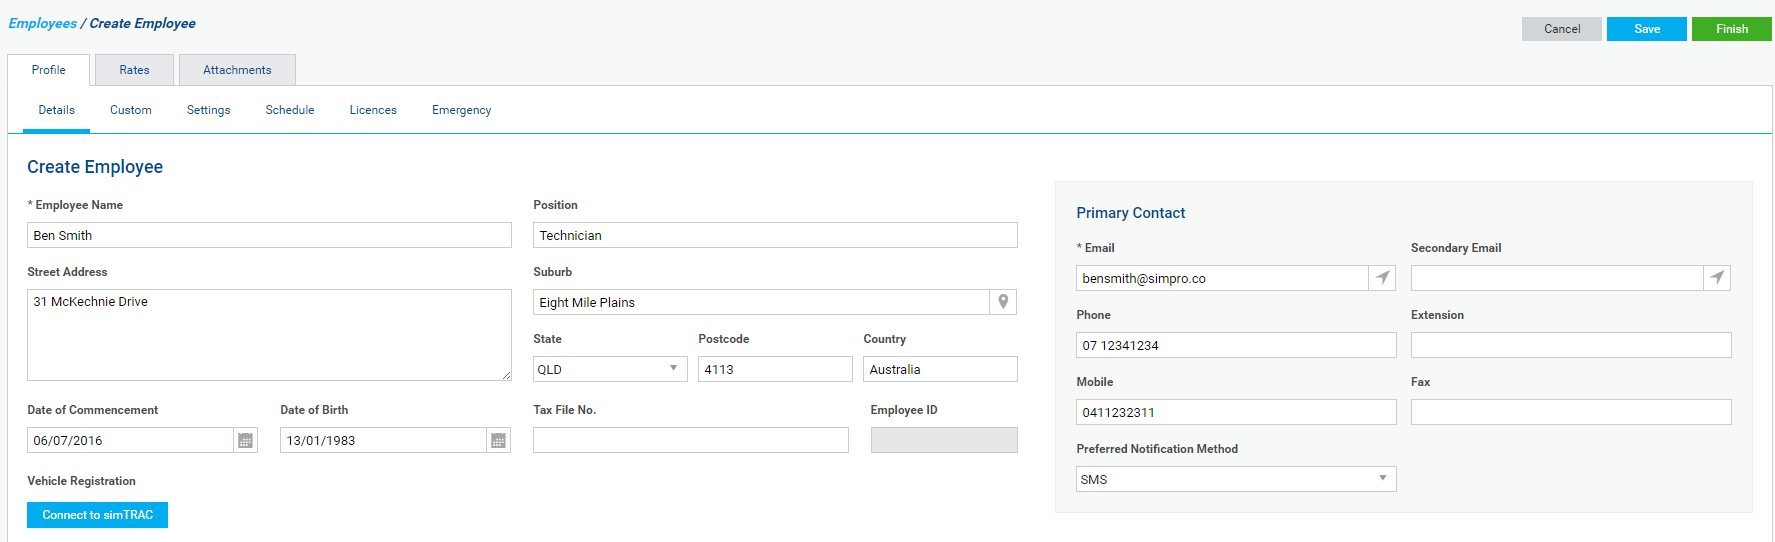 Employees / Create Employee
Cancel
Save
Finish
Profile
Rates
Attachments
Details
Custom
Settings
Schedule
Licences
Emergency
Create Employee
* Employee Name
Ben Smith
Position
Technician
Street Address
31 McKechnie Drive
Suburb
Eight Mile Plains
State
QLD
Postcode
4113
Country
Australia
Date of Commencement
06/07/2016
Date of Birth
13/01/1983
Tax File No.
Employee ID
Vehicle Registration
Connect to simTRAC
Primary Contact
* Email
bensmith@simpro.co
Secondary Email
Phone
07 12341234
Extension
Mobile
0411232311
Fax
Preferred Notification Method
SMS